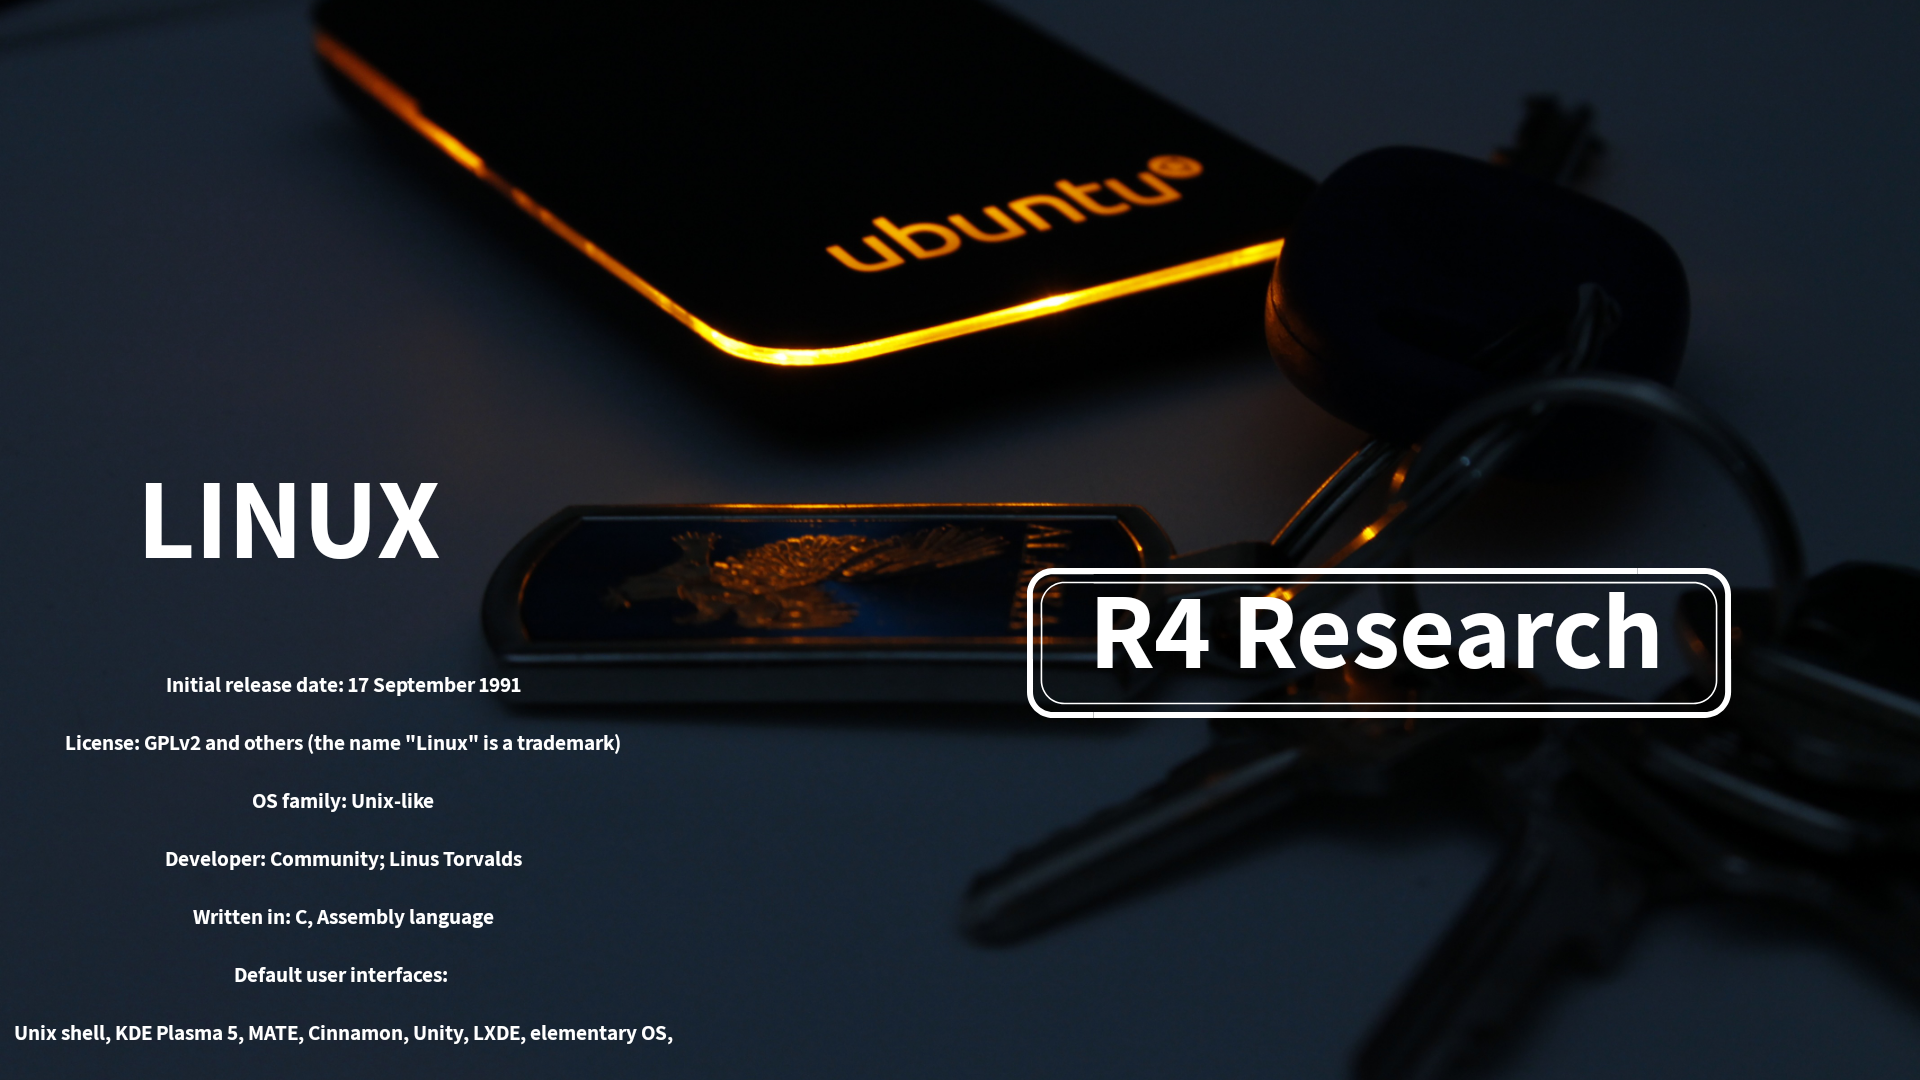 ubuntu®
LINUX
R4 Research
Initial release date: 17 September 1991
License: GPLv2 and others (the name "Linux" is a trademark)
OS family: Unix-like
Developer: Community; Linus Torvalds
Written in: C, Assembly language
Default user interfaces:
Unix shell, KDE Plasma 5, MATE, Cinnamon, Unity, LXDE, elementary OS,